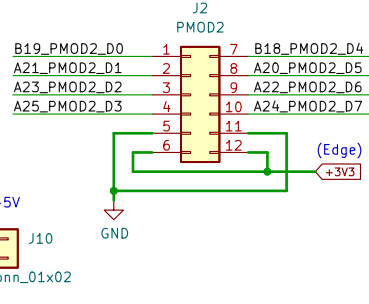 J2
PMOD2
B19_PMOD2_D0 1 7 B18_PMOD2_D4
A21_PMOD2_D1 2 8 A20_PMOD2_D5
A23_PMOD2_D2 3 9 A22_PMOD2_D6
A25_PMOD2_D3 4 10 A24_PMOD2_D7
5 11
6 12
(Edge)
+3V3
-5V
GND
J10
onn_01x02